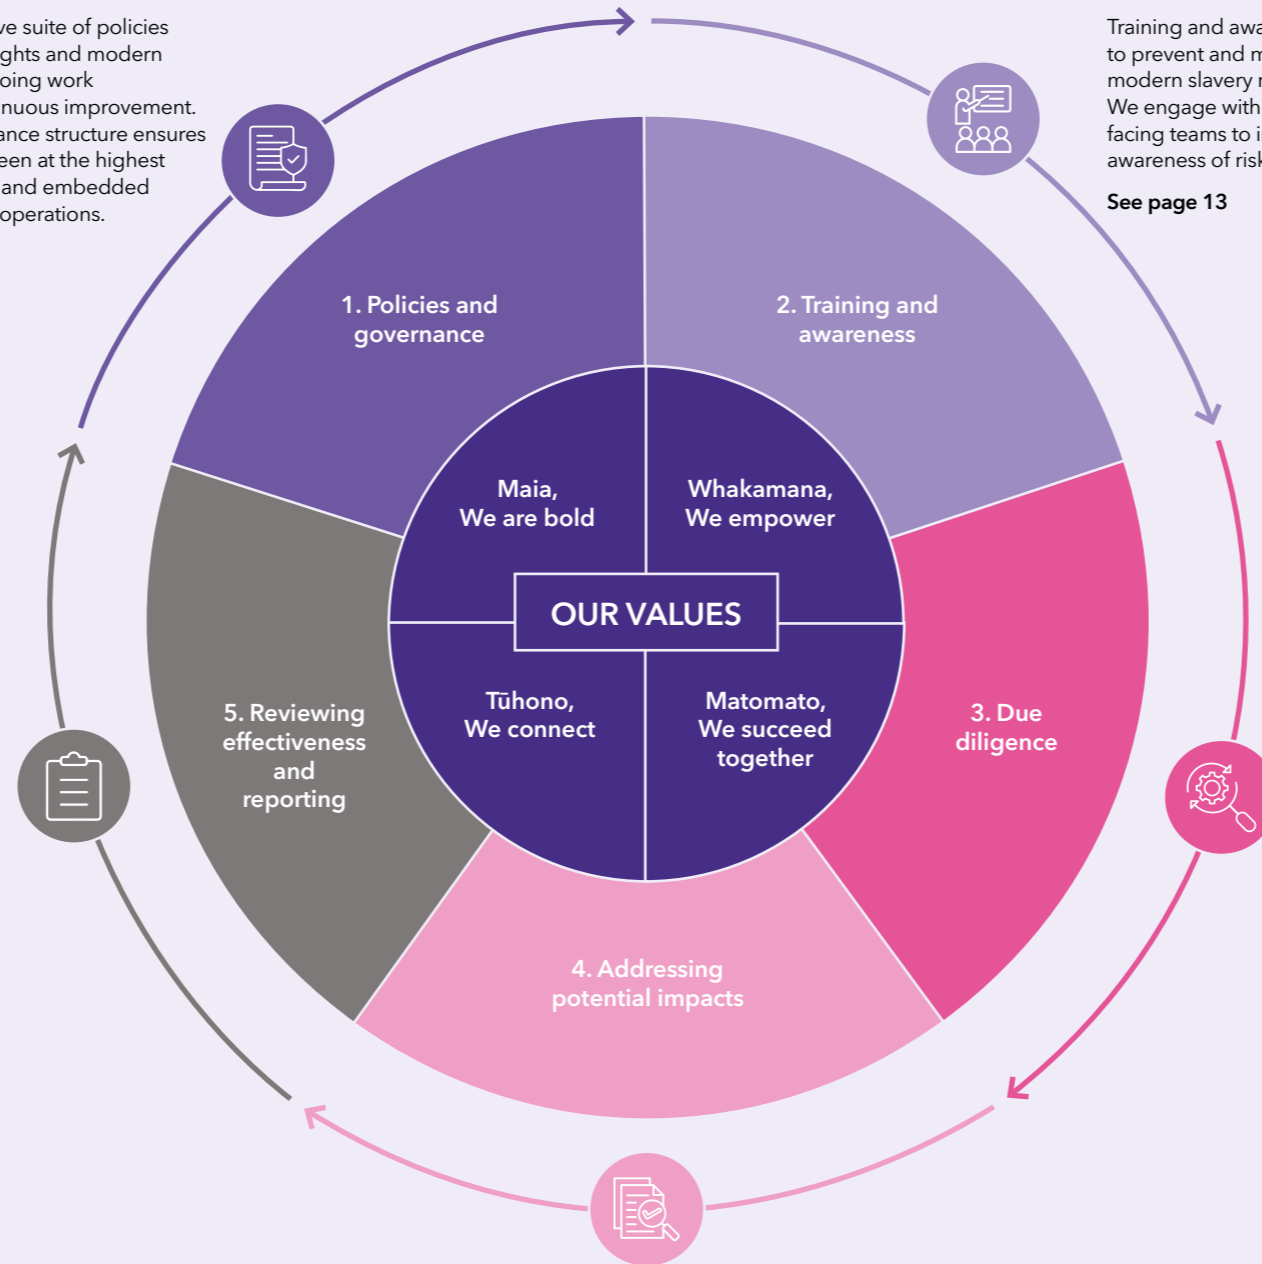 ve suite of policies
ghts and modern
oing work
nuous improvement.
ance structure ensures
een at the highest
and embedded
operations.
Training and awa
to prevent and m
modern slavery
We engage with
facing teams to i
awareness of risk
See page 13
1. Policies and
governance
2. Training and
awareness
Maia,
We are bold
Whakamana,
We empower
OUR VALUES
Tūhono,
We connect
Matomato,
We succeed
together
3. Due
diligence
4. Addressing
potential impacts
5. Reviewing
effectiveness
and
reporting